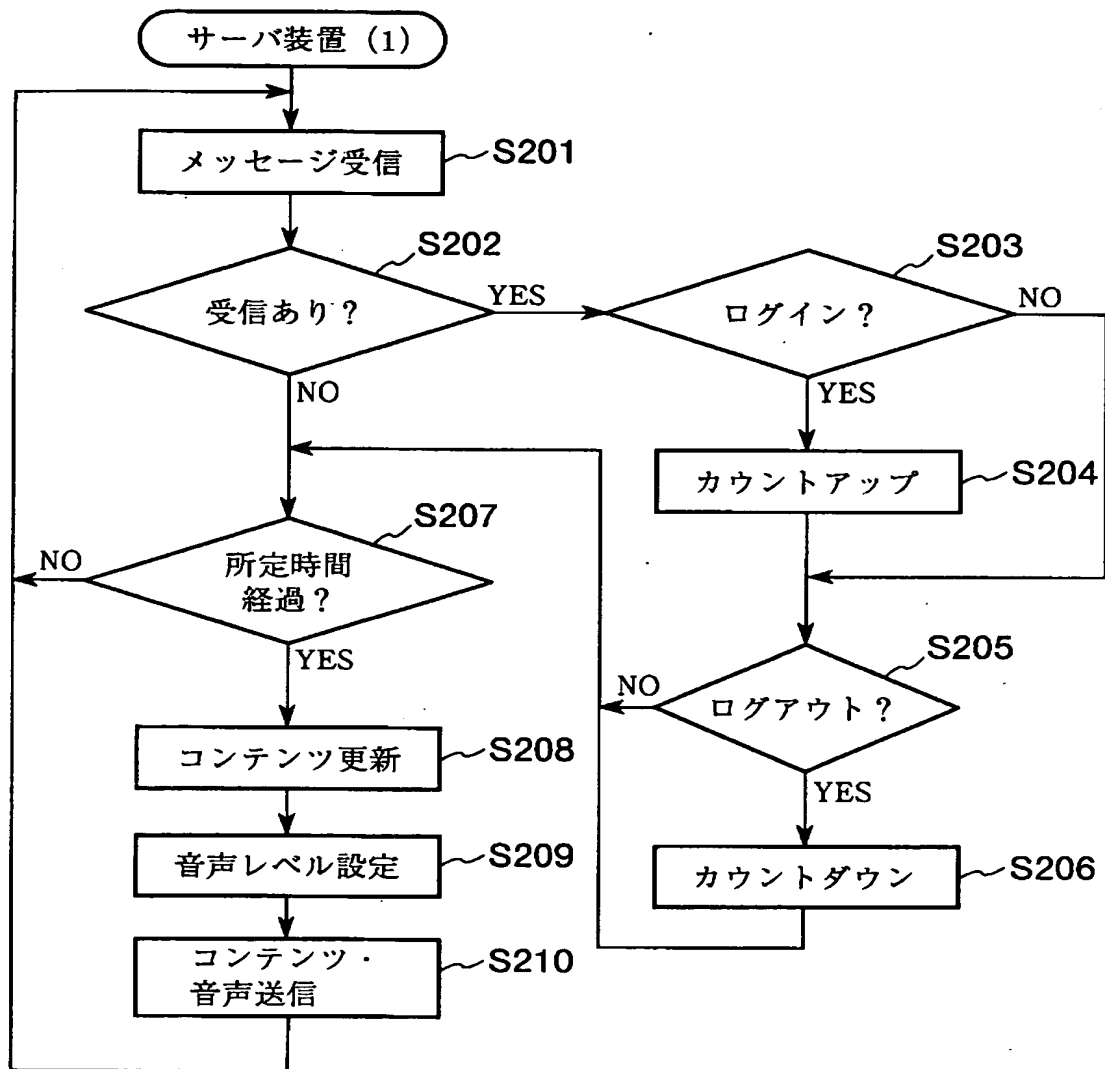 サーバ装置 (1)
メッセージ受信
S201
S202
受信あり?
YES
NO
S203
ログイン?
NO
YES
カウントアップ
S204
S205
ログアウト?
NO
YES
カウントダウン
S206
S207
所定時間
経過?
NO
YES
コンテンツ更新
S208
音声レベル設定
S209
コンテンツ・
音声送信
S210